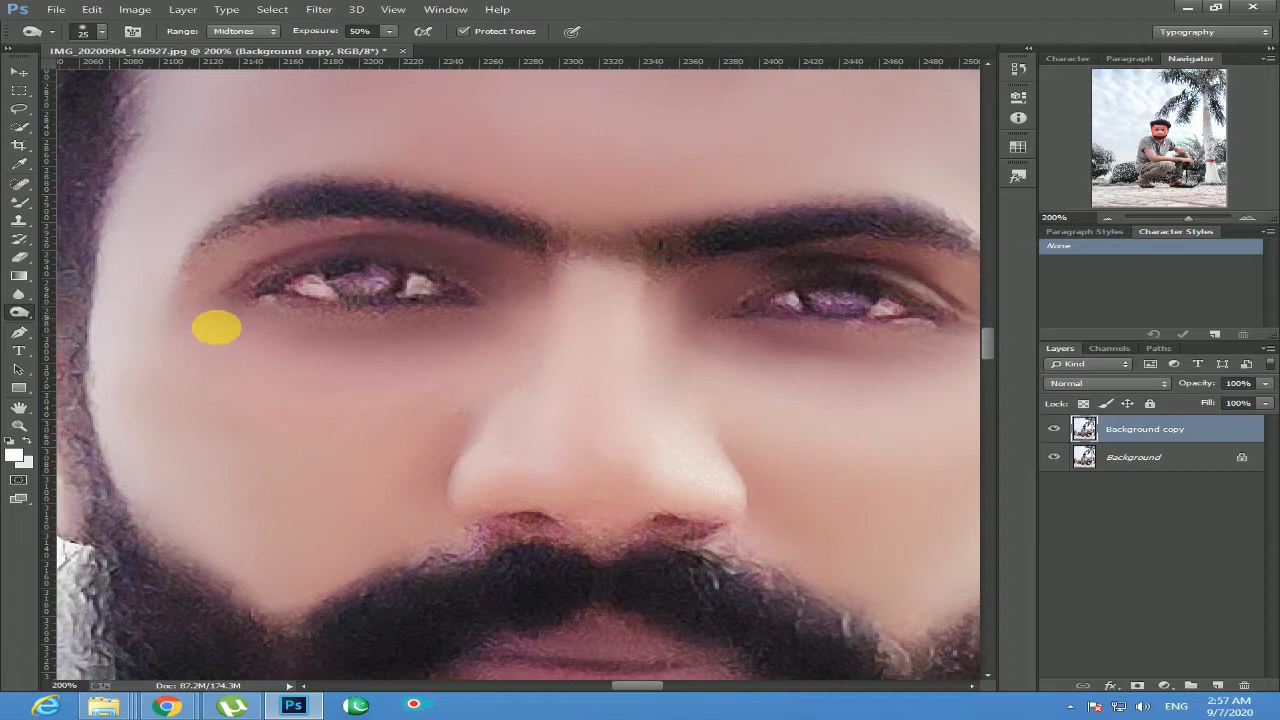 Ps File Edit Image Layer Type Select Filter 3D View Window Help
25 Range: Midtones Exposure: 50% Protect Tones Typography
IMG_20200904_160927.jpg @ 200% (Background copy, RGB/8*) * ×
2060 2080 2100 2120 2140 2160 2180 2200 2220 2240 2260 2280 2300 2320 2340 2360 2380 2400 2420 2440 2460 2480 2500
Character Paragraph Navigator
200%
Paragraph Styles Character Styles
None
Layers Channels Paths
Kind
Normal Opacity: 100%
Lock: Fill: 100%
Background copy
Background
200% Doc: 87.2M/174.3M
Ps ENG 2:57 AM
9/7/2020